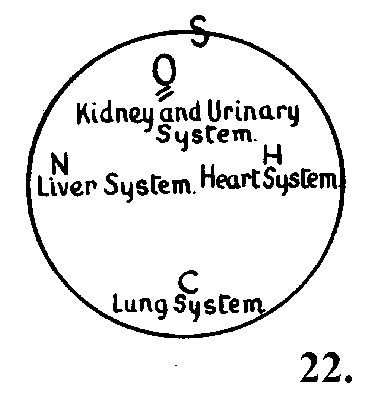 S
O
Kidney and Urinary
System.
N H
Liver System. Heart System.
C
Lung System.
22.